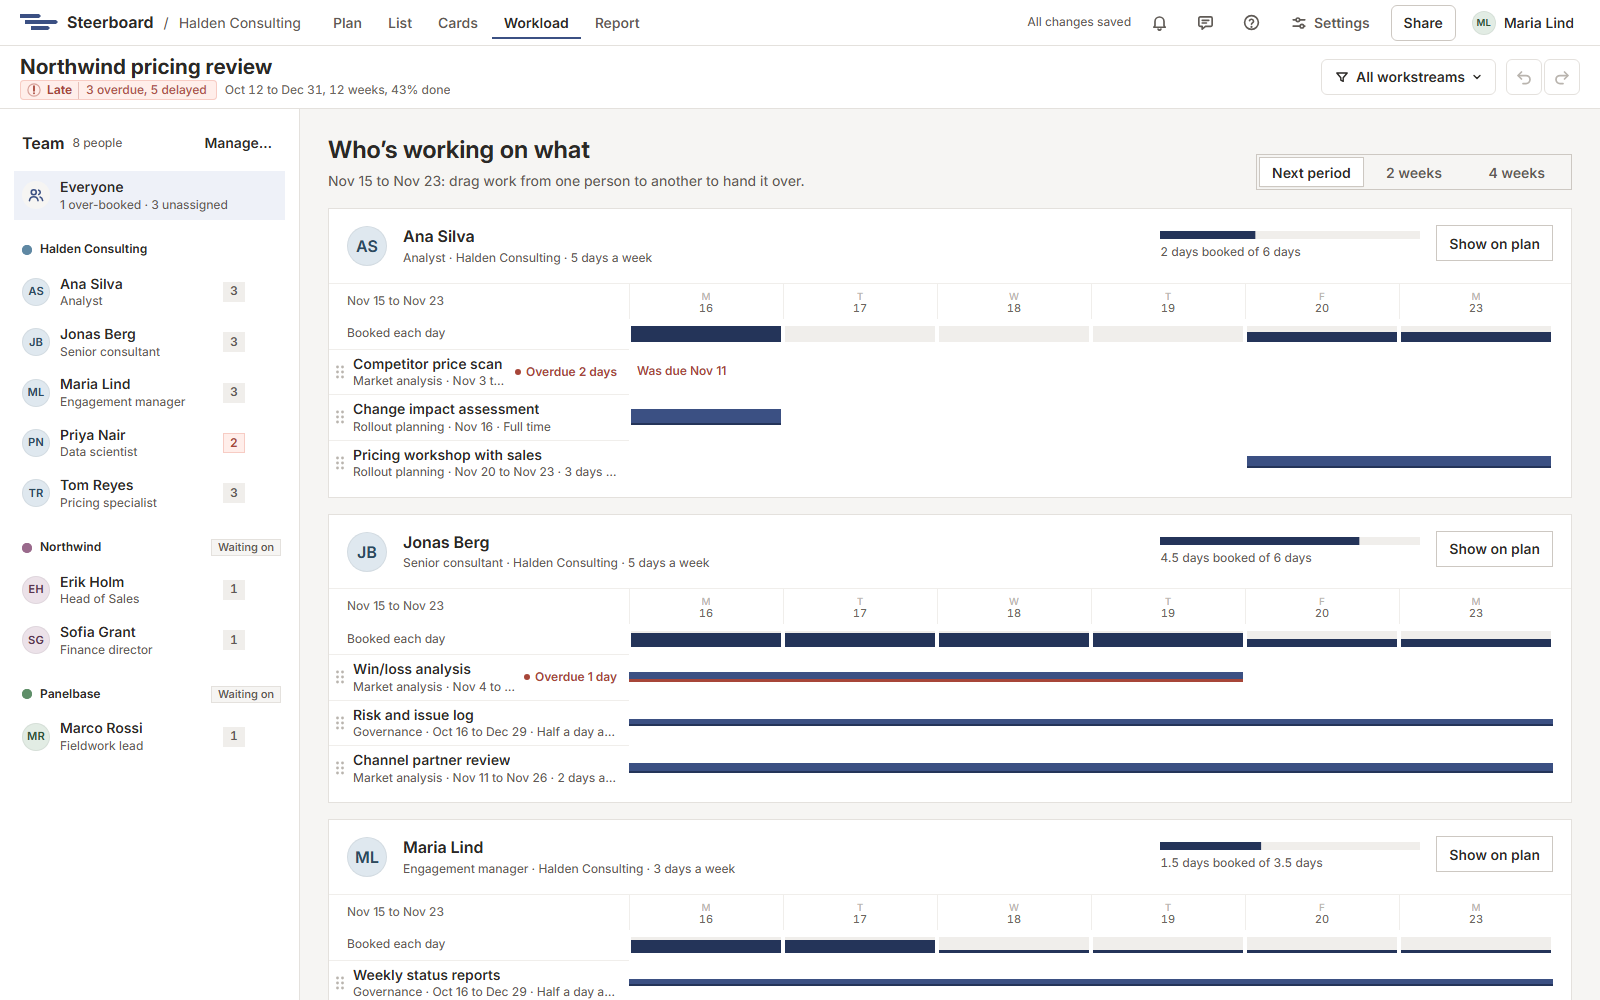 Steerboard / Halden Consulting Plan List Cards Workload Report All changes saved Settings Share ML Maria Lind
Northwind pricing review
Late 3 overdue, 5 delayed Oct 12 to Dec 31, 12 weeks, 43% done
All workstreams
Team 8 people Manage...
Everyone
1 over-booked · 3 unassigned
Halden Consulting
AS Ana Silva 3
Analyst
JB Jonas Berg 3
Senior consultant
ML Maria Lind 3
Engagement manager
PN Priya Nair 2
Data scientist
TR Tom Reyes 3
Pricing specialist
Northwind Waiting on
EH Erik Holm 1
Head of Sales
SG Sofia Grant 1
Finance director
Panelbase Waiting on
MR Marco Rossi 1
Fieldwork lead
Who’s working on what
Nov 15 to Nov 23: drag work from one person to another to hand it over.
Next period 2 weeks 4 weeks
AS Ana Silva
Analyst · Halden Consulting · 5 days a week
2 days booked of 6 days
Show on plan
Nov 15 to Nov 23
M T W T F M
16 17 18 19 20 23
Booked each day
Competitor price scan
Market analysis · Nov 3 t...
Overdue 2 days
Was due Nov 11
Change impact assessment
Rollout planning · Nov 16 · Full time
Pricing workshop with sales
Rollout planning · Nov 20 to Nov 23 · 3 days ...
JB Jonas Berg
Senior consultant · Halden Consulting · 5 days a week
4.5 days booked of 6 days
Show on plan
Nov 15 to Nov 23
M T W T F M
16 17 18 19 20 23
Booked each day
Win/loss analysis
Market analysis · Nov 4 to ...
Overdue 1 day
Risk and issue log
Governance · Oct 16 to Dec 29 · Half a day a...
Channel partner review
Market analysis · Nov 11 to Nov 26 · 2 days a...
ML Maria Lind
Engagement manager · Halden Consulting · 3 days a week
1.5 days booked of 3.5 days
Show on plan
Nov 15 to Nov 23
M T W T F M
16 17 18 19 20 23
Booked each day
Weekly status reports
Governance · Oct 16 to Dec 29 · Half a day a...